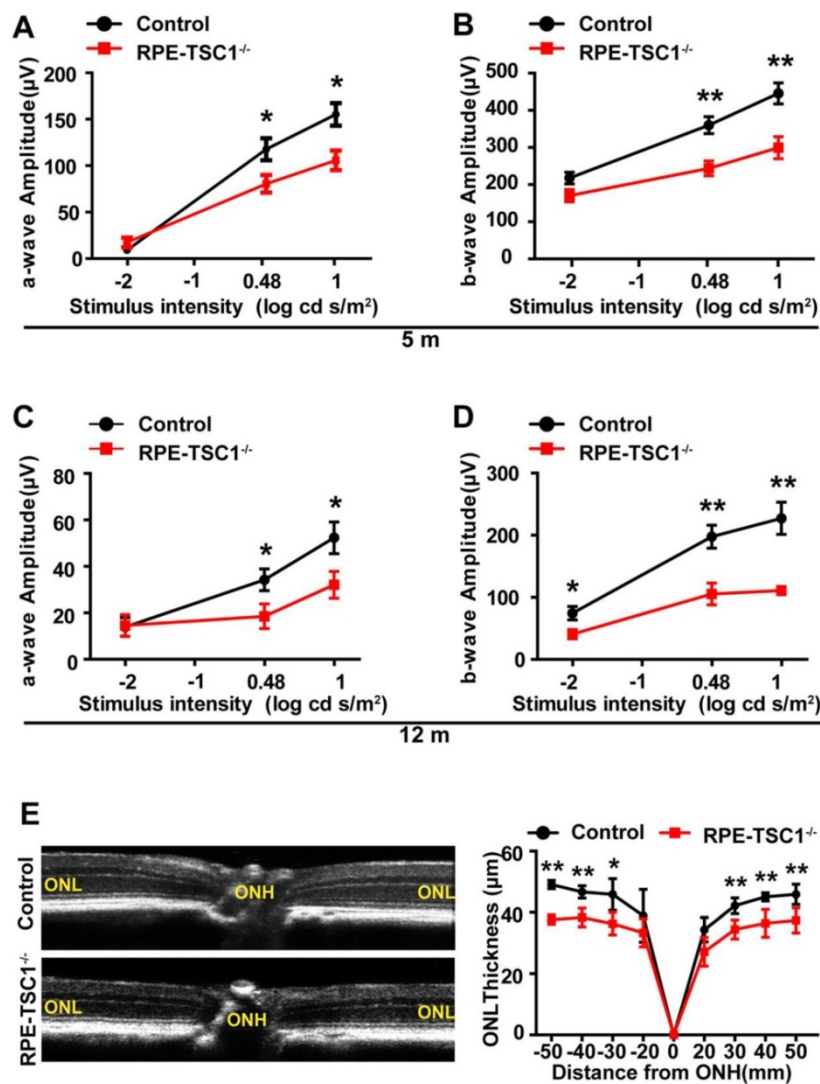 A
Control
RPE-TSC1-/-
a-wave Amplitude(µV)
200
150
100
50
0
* *
-2 -1 0.48 1
Stimulus intensity (log cd s/m²)
B
Control
RPE-TSC1-/-
b-wave Amplitude(µV)
500
400
300
200
100
0
** **
-2 -1 0.48 1
Stimulus intensity (log cd s/m²)
5 m
C
Control
RPE-TSC1-/-
a-wave Amplitude(µV)
80
60
40
20
0
* *
-2 -1 0.48 1
Stimulus intensity (log cd s/m²)
D
Control
RPE-TSC1-/-
b-wave Amplitude(µV)
300
200
100
0
* ** **
-2 -1 0.48 1
Stimulus intensity (log cd s/m²)
12 m
E
Control
ONL ONH ONL
RPE-TSC1-/-
ONL ONH ONL
Control RPE-TSC1-/-
ONLThickness (µm)
60
40
20
0
** ** * ** ** **
-50 -40 -30 -20 0 20 30 40 50
Distance from ONH(mm)